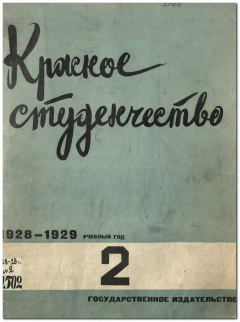 Красное
студенчество
1928–1929 УЧЕБНЫЙ ГОД
2
ГОСУДАРСТВЕННОЕ ИЗДАТЕЛЬСТВО